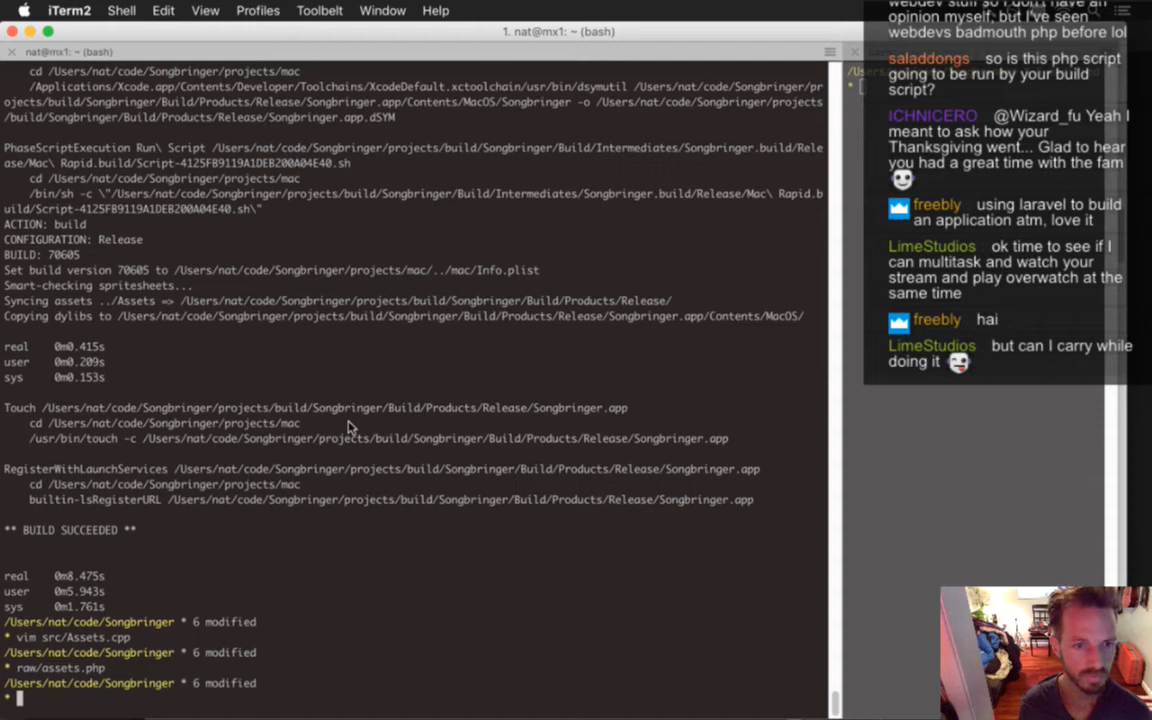 iTerm2 Shell Edit View Profiles Toolbelt Window Help
1. nat@mx1: ~ (bash)
nat@mx1: ~ (bash)
cd /Users/nat/code/Songbringer/projects/mac
/Applications/Xcode.app/Contents/Developer/Toolchains/XcodeDefault.xctoolchain/usr/bin/dsymutil /Users/nat/code/Songbringer/pr
ojects/build/Songbringer/Build/Products/Release/Songbringer.app/Contents/MacOS/Songbringer -o /Users/nat/code/Songbringer/projects
/build/Songbringer/Build/Products/Release/Songbringer.app.dSYM
PhaseScriptExecution Run\ Script /Users/nat/code/Songbringer/projects/build/Songbringer/Build/Intermediates/Songbringer.build/Rele
ase/Mac\ Rapid.build/Script-4125FB9119A1DEB200A04E40.sh
cd /Users/nat/code/Songbringer/projects/mac
/bin/sh -c \"/Users/nat/code/Songbringer/projects/build/Songbringer/Build/Intermediates/Songbringer.build/Release/Mac\ Rapid.b
uild/Script-4125FB9119A1DEB200A04E40.sh\"
ACTION: build
CONFIGURATION: Release
BUILD: 70605
Set build version 70605 to /Users/nat/code/Songbringer/projects/mac/../mac/Info.plist
Smart-checking spritesheets...
Syncing assets ../Assets => /Users/nat/code/Songbringer/projects/build/Songbringer/Build/Products/Release/
Copying dylibs to /Users/nat/code/Songbringer/projects/build/Songbringer/Build/Products/Release/Songbringer.app/Contents/MacOS/
real 0m0.415s
user 0m0.209s
sys 0m0.153s
Touch /Users/nat/code/Songbringer/projects/build/Songbringer/Build/Products/Release/Songbringer.app
cd /Users/nat/code/Songbringer/projects/mac
/usr/bin/touch -c /Users/nat/code/Songbringer/projects/build/Songbringer/Build/Products/Release/Songbringer.app
RegisterWithLaunchServices /Users/nat/code/Songbringer/projects/build/Songbringer/Build/Products/Release/Songbringer.app
cd /Users/nat/code/Songbringer/projects/mac
builtin-lsRegisterURL /Users/nat/code/Songbringer/projects/build/Songbringer/Build/Products/Release/Songbringer.app
** BUILD SUCCEEDED **
real 0m8.475s
user 0m5.943s
sys 0m1.761s
/Users/nat/code/Songbringer * 6 modified
* vim src/Assets.cpp
/Users/nat/code/Songbringer * 6 modified
* raw/assets.php
/Users/nat/code/Songbringer * 6 modified
*
webdev stuff so I don't have an
opinion myself, but I've seen
webdevs badmouth php before lol
saladdongs so is this php script
going to be run by your build
script?
ICHNICERO @Wizard_fu Yeah I
meant to ask how your
Thanksgiving went... Glad to hear
you had a great time with the fam
freebly using laravel to build
an application atm, love it
LimeStudios ok time to see if I
can multitask and watch your
stream and play overwatch at the
same time
freebly hai
LimeStudios but can I carry while
doing it